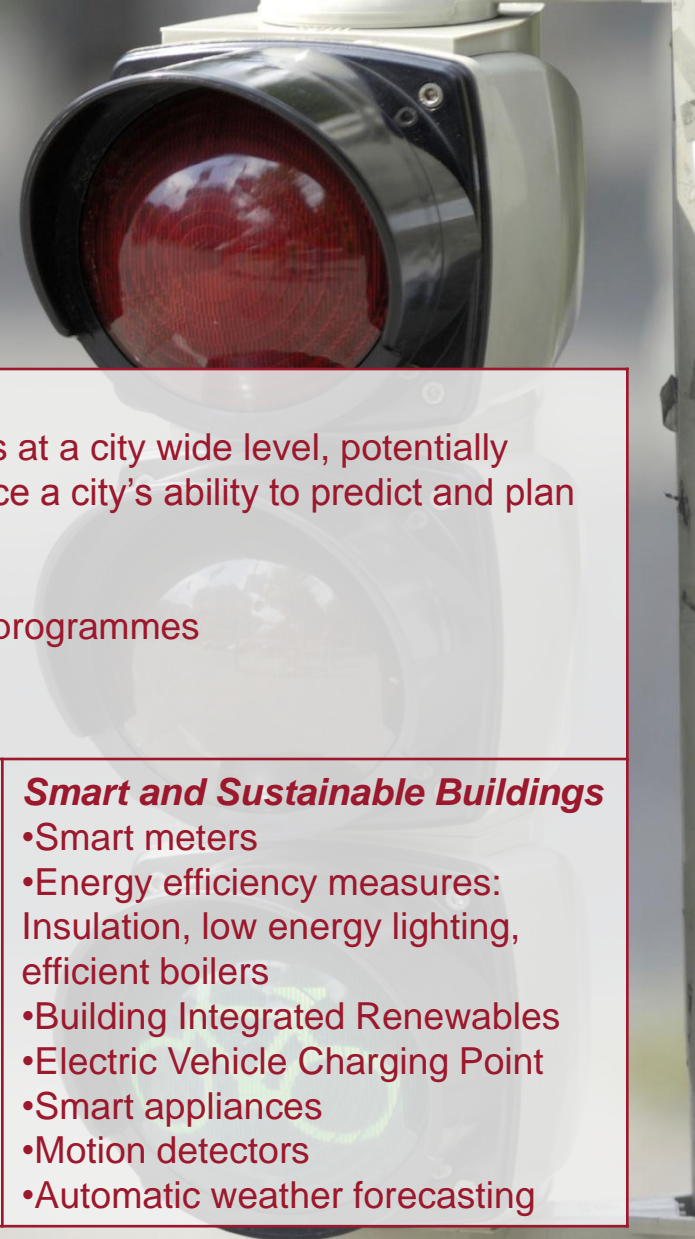 s at a city wide level, potentially
ce a city's ability to predict and plan
programmes
Smart and Sustainable Buildings
•Smart meters
•Energy efficiency measures:
Insulation, low energy lighting,
efficient boilers
•Building Integrated Renewables
•Electric Vehicle Charging Point
•Smart appliances
•Motion detectors
•Automatic weather forecasting